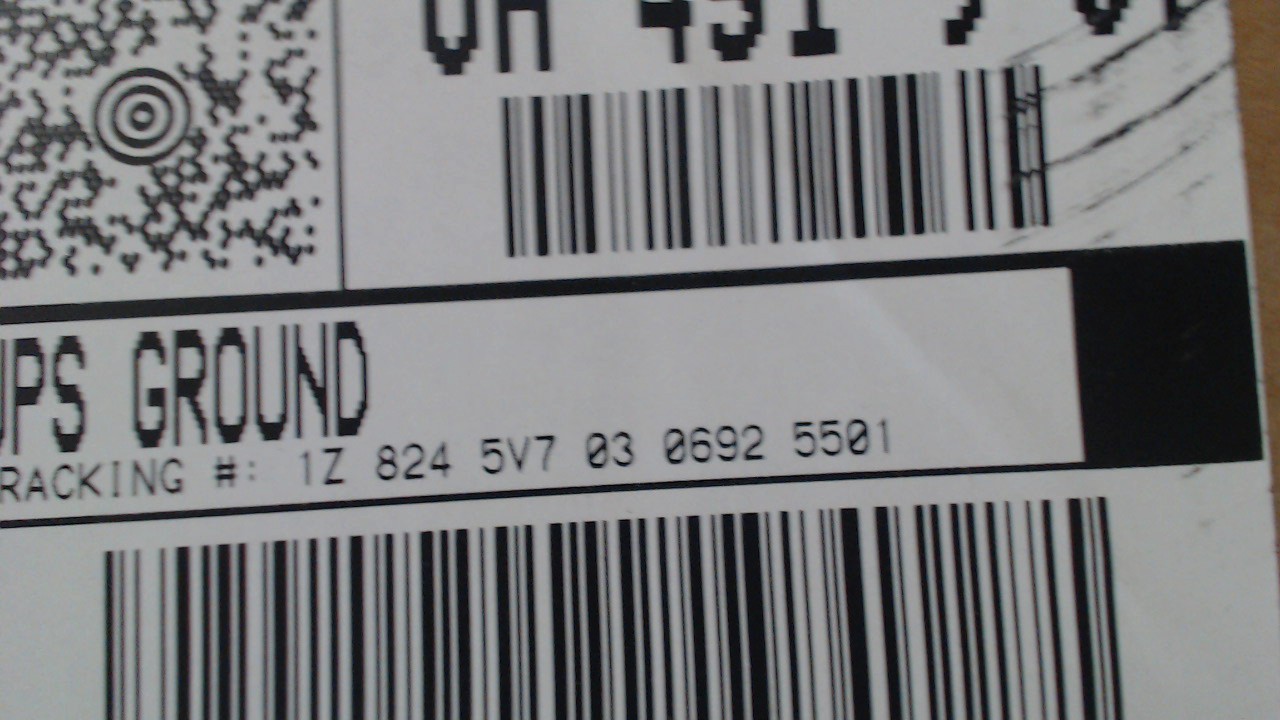 UPS GROUND
TRACKING #: 1Z 824 5V7 03 0692 5501